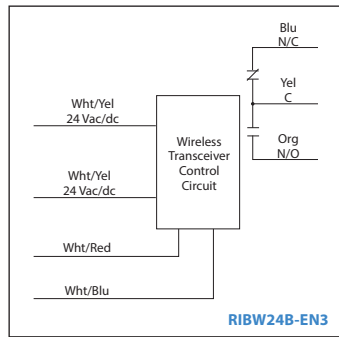 Blu
N/C
Yel
C
Org
N/O
Wht/Yel
24 Vac/dc
Wht/Yel
24 Vac/dc
Wht/Red
Wht/Blu
Wireless
Transceiver
Control
Circuit
RIBW24B-EN3